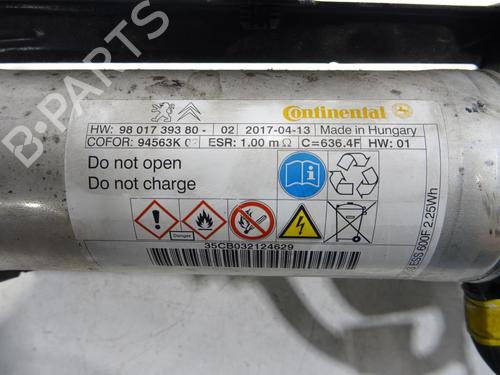 Continental
HW: 98 017 393 80 - 02 2017-04-13 Made in Hungary
COFOR: 94563K ESR: 1.00 m Ω C=636.4F HW: 01
Do not open
Do not charge
Danger
35CB032124629
ESS 600F 2.25Wh
B-PARTS